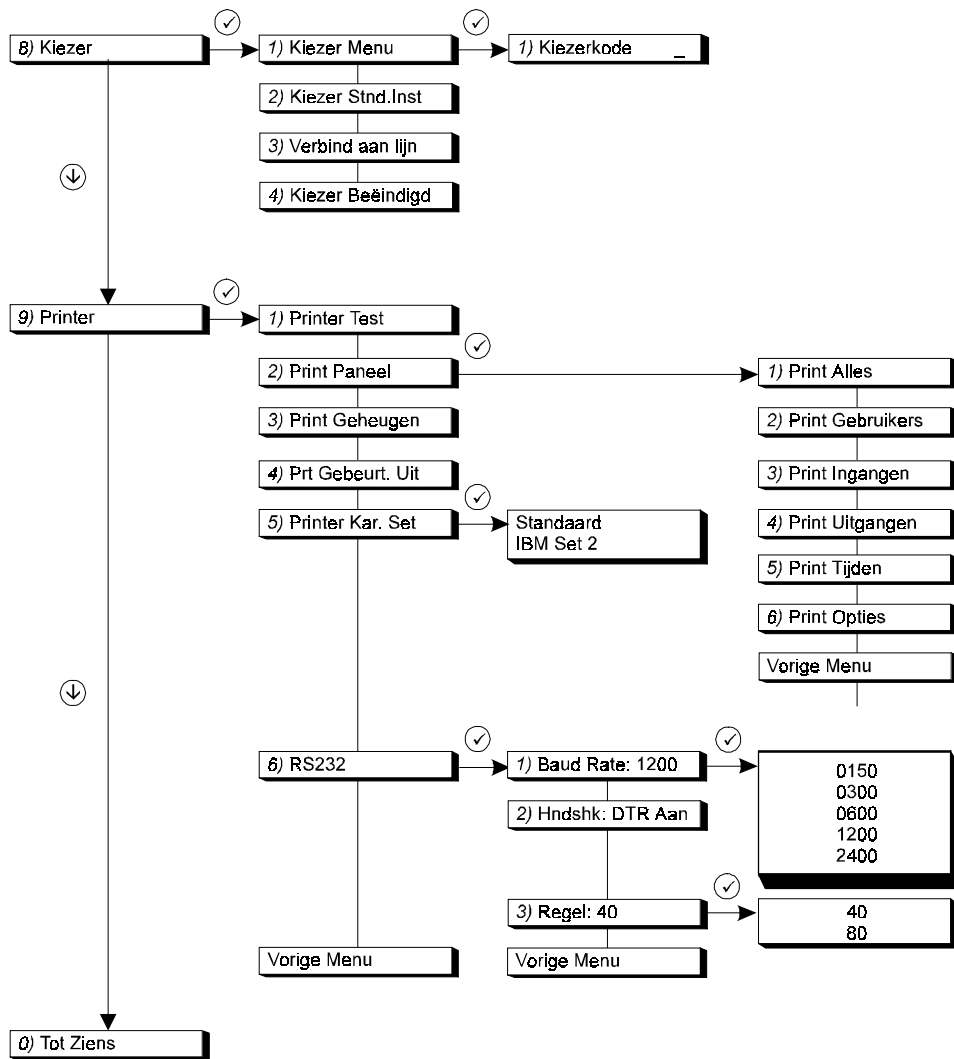 8) Kiezer
1) Kiezer Menu
1) Kiezerkode _
2) Kiezer Stnd.Inst
3) Verbind aan lijn
4) Kiezer Beëindigd
9) Printer
1) Printer Test
2) Print Paneel
1) Print Alles
3) Print Geheugen
2) Print Gebruikers
4) Prt Gebeurt. Uit
3) Print Ingangen
5) Printer Kar. Set
Standaard
IBM Set 2
4) Print Uitgangen
5) Print Tijden
6) Print Opties
Vorige Menu
6) RS232
1) Baud Rate: 1200
0150
0300
0600
1200
2400
2) Hndshk: DTR Aan
3) Regel: 40
40
80
Vorige Menu
Vorige Menu
0) Tot Ziens